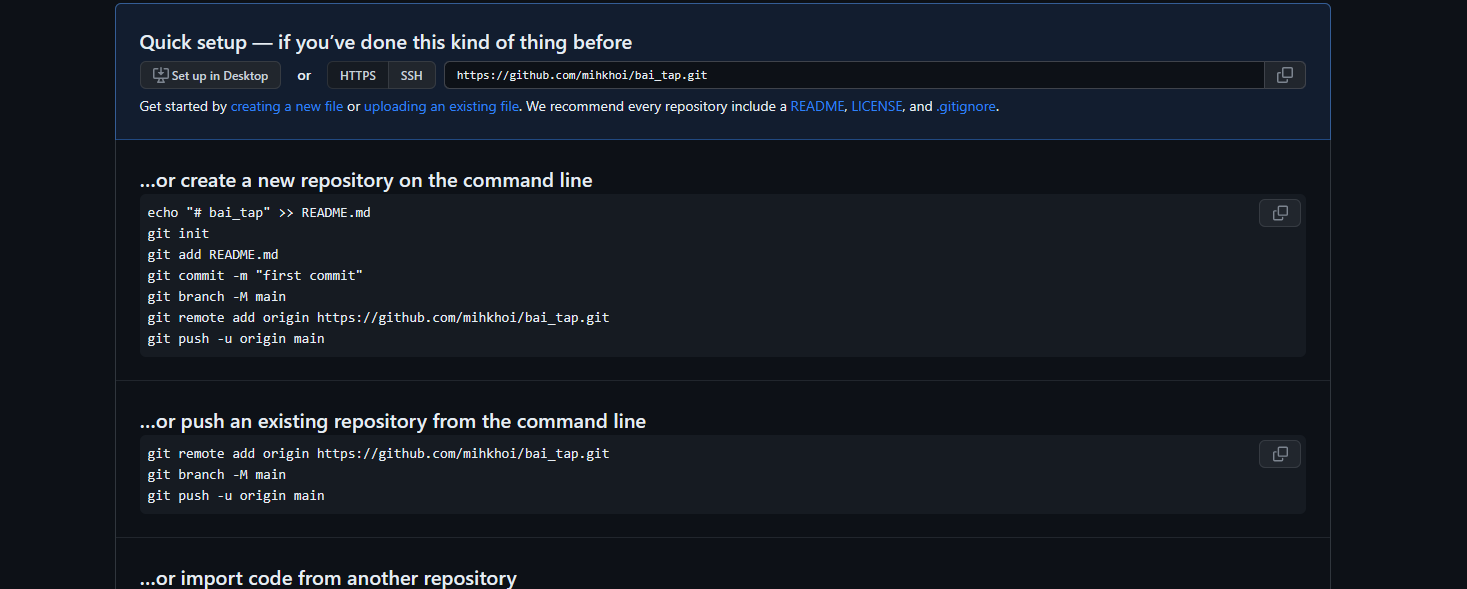 Quick setup — if you’ve done this kind of thing before
Set up in Desktop or HTTPS SSH https://github.com/mihkhoi/bai_tap.git
Get started by creating a new file or uploading an existing file. We recommend every repository include a README, LICENSE, and .gitignore.
…or create a new repository on the command line
echo "# bai_tap" >> README.md
git init
git add README.md
git commit -m "first commit"
git branch -M main
git remote add origin https://github.com/mihkhoi/bai_tap.git
git push -u origin main
…or push an existing repository from the command line
git remote add origin https://github.com/mihkhoi/bai_tap.git
git branch -M main
git push -u origin main
…or import code from another repository